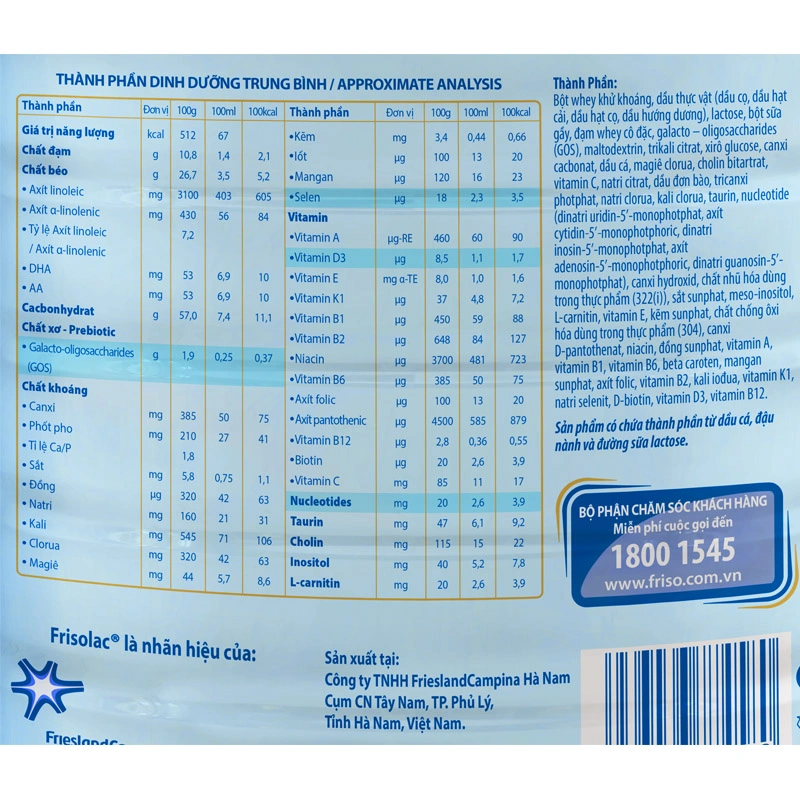 THÀNH PHẦN DINH DƯỠNG TRUNG BÌNH / APPROXIMATE ANALYSIS
Thành phần Đơn vị 100g 100ml 100kcal
Giá trị năng lượng kcal 512 67
Chất đạm g 10,8 1,4 2,1
Chất béo g 26,7 3,5 5,2
• Axít linoleic mg 3100 403 605
• Axít α-linolenic mg 430 56 84
• Tỷ lệ Axít linoleic 7,2
/ Axít α-linolenic
• DHA mg 53 6,9 10
• AA mg 53 6,9 10
Cacbonhydrat g 57,0 7,4 11,1
Chất xơ - Prebiotic
• Galacto-oligosaccharides g 1,9 0,25 0,37
(GOS)
Chất khoáng
• Canxi mg 385 50 75
• Phốt pho mg 210 27 41
• Tỉ lệ Ca/P 1,8
• Sắt mg 5,8 0,75 1,1
• Đồng µg 320 42 63
• Natri mg 160 21 31
• Kali mg 545 71 106
• Clorua mg 320 42 63
• Magiê mg 44 5,7 8,6
Thành phần Đơn vị 100g 100ml 100kcal
•Kẽm mg 3,4 0,44 0,66
•Iốt µg 100 13 20
•Mangan µg 120 16 23
•Selen µg 18 2,3 3,5
Vitamin
•Vitamin A µg-RE 460 60 90
•Vitamin D3 µg 8,5 1,1 1,7
•Vitamin E mg α-TE 8,0 1,0 1,6
•Vitamin K1 µg 37 4,8 7,2
•Vitamin B1 µg 450 59 88
•Vitamin B2 µg 648 84 127
•Niacin µg 3700 481 723
•Vitamin B6 µg 385 50 75
•Axít folic µg 100 13 20
•Axít pantothenic µg 4500 585 879
•Vitamin B12 µg 2,8 0,36 0,55
•Biotin µg 20 2,6 3,9
•Vitamin C mg 85 11 17
Nucleotides mg 20 2,6 3,9
Taurin mg 47 6,1 9,2
Cholin mg 115 15 22
Inositol mg 40 5,2 7,8
L-carnitin mg 20 2,6 3,9
Thành Phần:
Bột whey khử khoáng, dầu thực vật (dầu cọ, dầu hạt
cải, dầu hạt cọ, dầu hướng dương), lactose, bột sữa
gầy, đạm whey cô đặc, galacto – oligosaccharides
(GOS), maltodextrin, trikali citrat, xirô glucose, canxi
cacbonat, dầu cá, magiê clorua, cholin bitartrat,
vitamin C, natri citrat, dầu đơn bào, tricanxi
photphat, natri clorua, kali clorua, taurin, nucleotide
(dinatri uridin-5’-monophotphat, axít
cytidin-5’-monophotphoric, dinatri
inosin-5’-monophotphat, axít
adenosin-5’-monophotphoric, dinatri guanosin-5’-
monophotphat), canxi hydroxid, chất nhũ hóa dùng
trong thực phẩm (322(i)), sắt sunphat, meso-inositol,
L-carnitin, vitamin E, kẽm sunphat, chất chống ôxi
hóa dùng trong thực phẩm (304), canxi
D-pantothenat, niacin, đồng sunphat, vitamin A,
vitamin B1, vitamin B6, beta caroten, mangan
sunphat, axít folic, vitamin B2, kali iođua, vitamin K1,
natri selenit, D-biotin, vitamin D3, vitamin B12.
Sản phẩm có chứa thành phần từ dầu cá, đậu
nành và đường sữa lactose.
BỘ PHẬN CHĂM SÓC KHÁCH HÀNG
Miễn phí cuộc gọi đến
1800 1545
www.friso.com.vn
Frisolac® là nhãn hiệu của:
Sản xuất tại:
Công ty TNHH FrieslandCampina Hà Nam
Cụm CN Tây Nam, TP. Phủ Lý,
Tỉnh Hà Nam, Việt Nam.